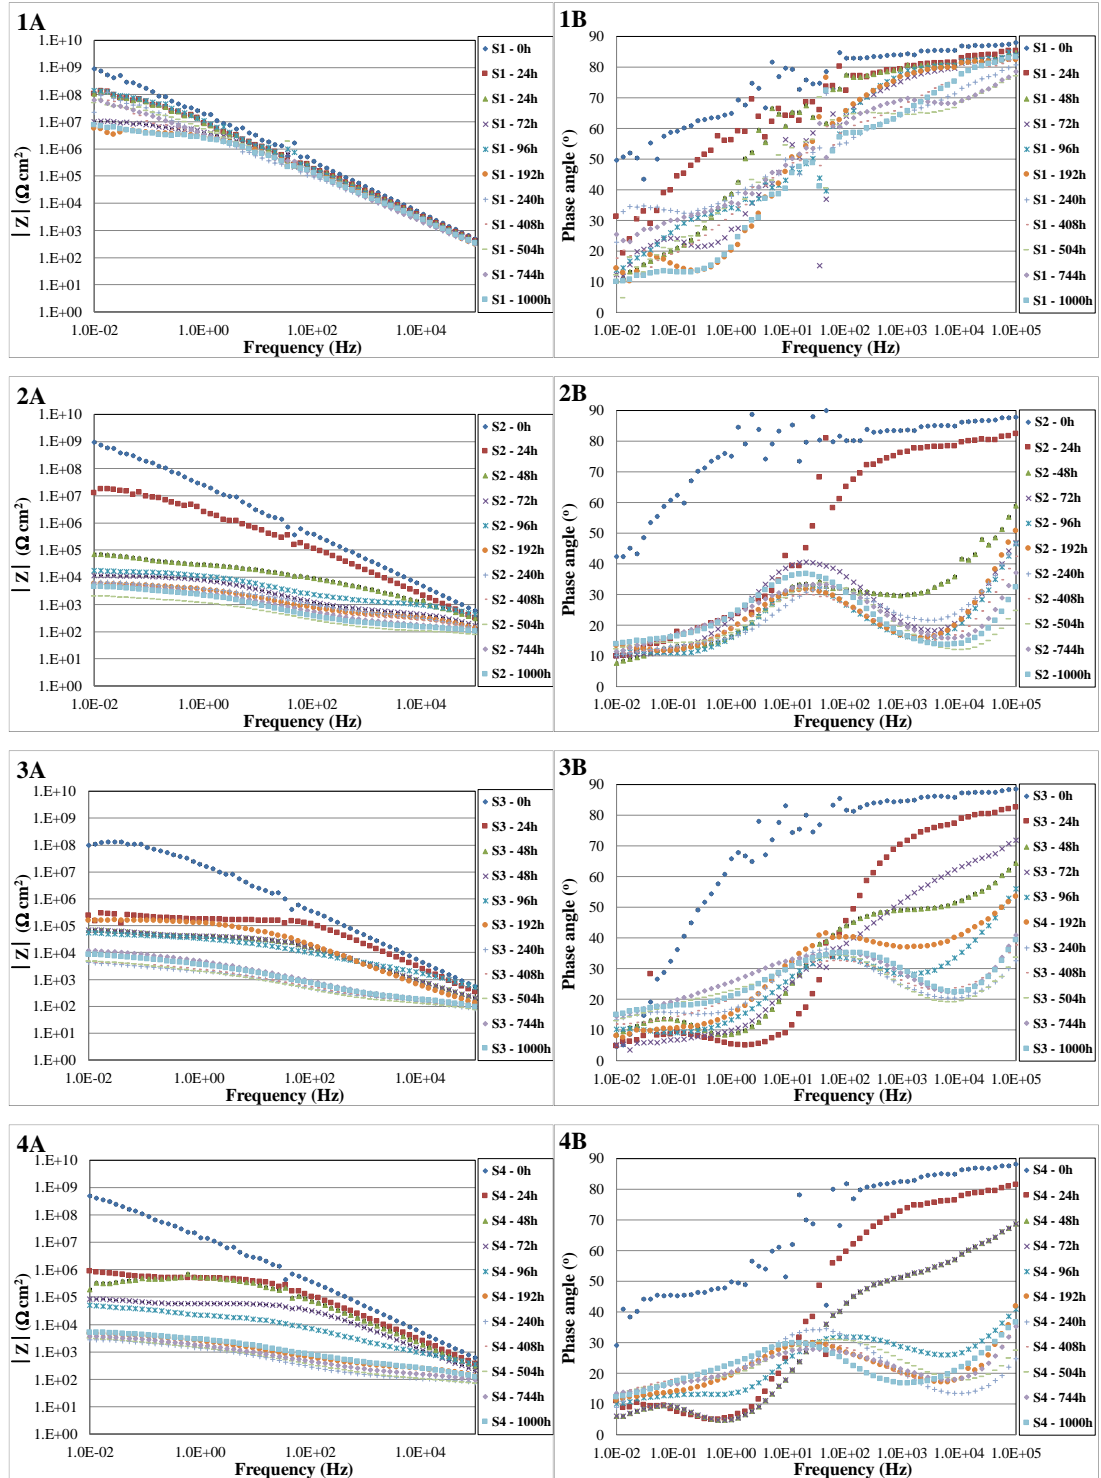 1A
1.E+10
1.E+09
1.E+08
1.E+07
1.E+06
1.E+05
1.E+04
1.E+03
1.E+02
1.E+01
1.E+00
|Z| (Ω cm²)
1.0E-02 1.0E+00 1.0E+02 1.0E+04
Frequency (Hz)
S1 - 0h
S1 - 24h
S1 - 48h
S1 - 72h
S1 - 96h
S1 - 192h
S1 - 240h
S1 - 408h
S1 - 504h
S1 - 744h
S1 - 1000h
1B
90
80
70
60
50
40
30
20
10
0
Phase angle (°)
1.0E-02 1.0E-01 1.0E+00 1.0E+01 1.0E+02 1.0E+03 1.0E+04 1.0E+05
Frequency (Hz)
S1 - 0h
S1 - 24h
S1 - 48h
S1 - 72h
S1 - 96h
S1 - 192h
S1 - 240h
S1 - 408h
S1 - 504h
S1 - 744h
S1 - 1000h
2A
1.E+10
1.E+09
1.E+08
1.E+07
1.E+06
1.E+05
1.E+04
1.E+03
1.E+02
1.E+01
1.E+00
|Z| (Ω cm²)
1.0E-02 1.0E+00 1.0E+02 1.0E+04
Frequency (Hz)
S2 - 0h
S2 - 24h
S2 - 48h
S2 - 72h
S2 - 96h
S2 - 192h
S2 - 240h
S2 - 408h
S2 - 504h
S2 - 744h
S2 - 1000h
2B
90
80
70
60
50
40
30
20
10
0
Phase angle (°)
1.0E-02 1.0E-01 1.0E+00 1.0E+01 1.0E+02 1.0E+03 1.0E+04 1.0E+05
Frequency (Hz)
S2 - 0h
S2 - 24h
S2 -48h
S2 - 72h
S2 - 96h
S2 - 192h
S2 - 240h
S2 - 408h
S2 - 504h
S2 - 744h
S2 -1000h
3A
1.E+10
1.E+09
1.E+08
1.E+07
1.E+06
1.E+05
1.E+04
1.E+03
1.E+02
1.E+01
1.E+00
|Z| (Ω cm²)
1.0E-02 1.0E+00 1.0E+02 1.0E+04
Frequency (Hz)
S3 - 0h
S3 - 24h
S3 - 48h
S3 - 48h
S3 - 96h
S3 - 192h
S3 - 240h
S3 - 408h
S3 - 504h
S3 - 744h
S3 - 1000h
3B
90
80
70
60
50
40
30
20
10
0
Phase angle (°)
1.0E-02 1.0E-01 1.0E+00 1.0E+01 1.0E+02 1.0E+03 1.0E+04 1.0E+05
Frequency (Hz)
S3 - 0h
S3 - 24h
S3 - 48h
S3 - 72h
S3 - 96h
S4 - 192h
S3 - 240h
S3 - 408h
S3 - 504h
S3 - 744h
S3 - 1000h
4A
1.E+10
1.E+09
1.E+08
1.E+07
1.E+06
1.E+05
1.E+04
1.E+03
1.E+02
1.E+01
1.E+00
|Z| (Ω cm²)
1.0E-02 1.0E+00 1.0E+02 1.0E+04
Frequency (Hz)
S4 - 0h
S4 - 24h
S4 - 48h
S4 - 72h
S4 - 96h
S4 - 192h
S4 - 240h
S4 - 408h
S4 - 504h
S4 - 744h
S4 - 1000h
4B
90
80
70
60
50
40
30
20
10
0
Phase angle (°)
1.0E-02 1.0E-01 1.0E+00 1.0E+01 1.0E+02 1.0E+03 1.0E+04 1.0E+05
Frequency (Hz)
S4 - 0h
S4 - 24h
S4 - 48h
S4 - 72h
S4 - 96h
S4 - 192h
S4 - 240h
S4 - 408h
S4 - 504h
S4 - 744h
S4 - 1000h